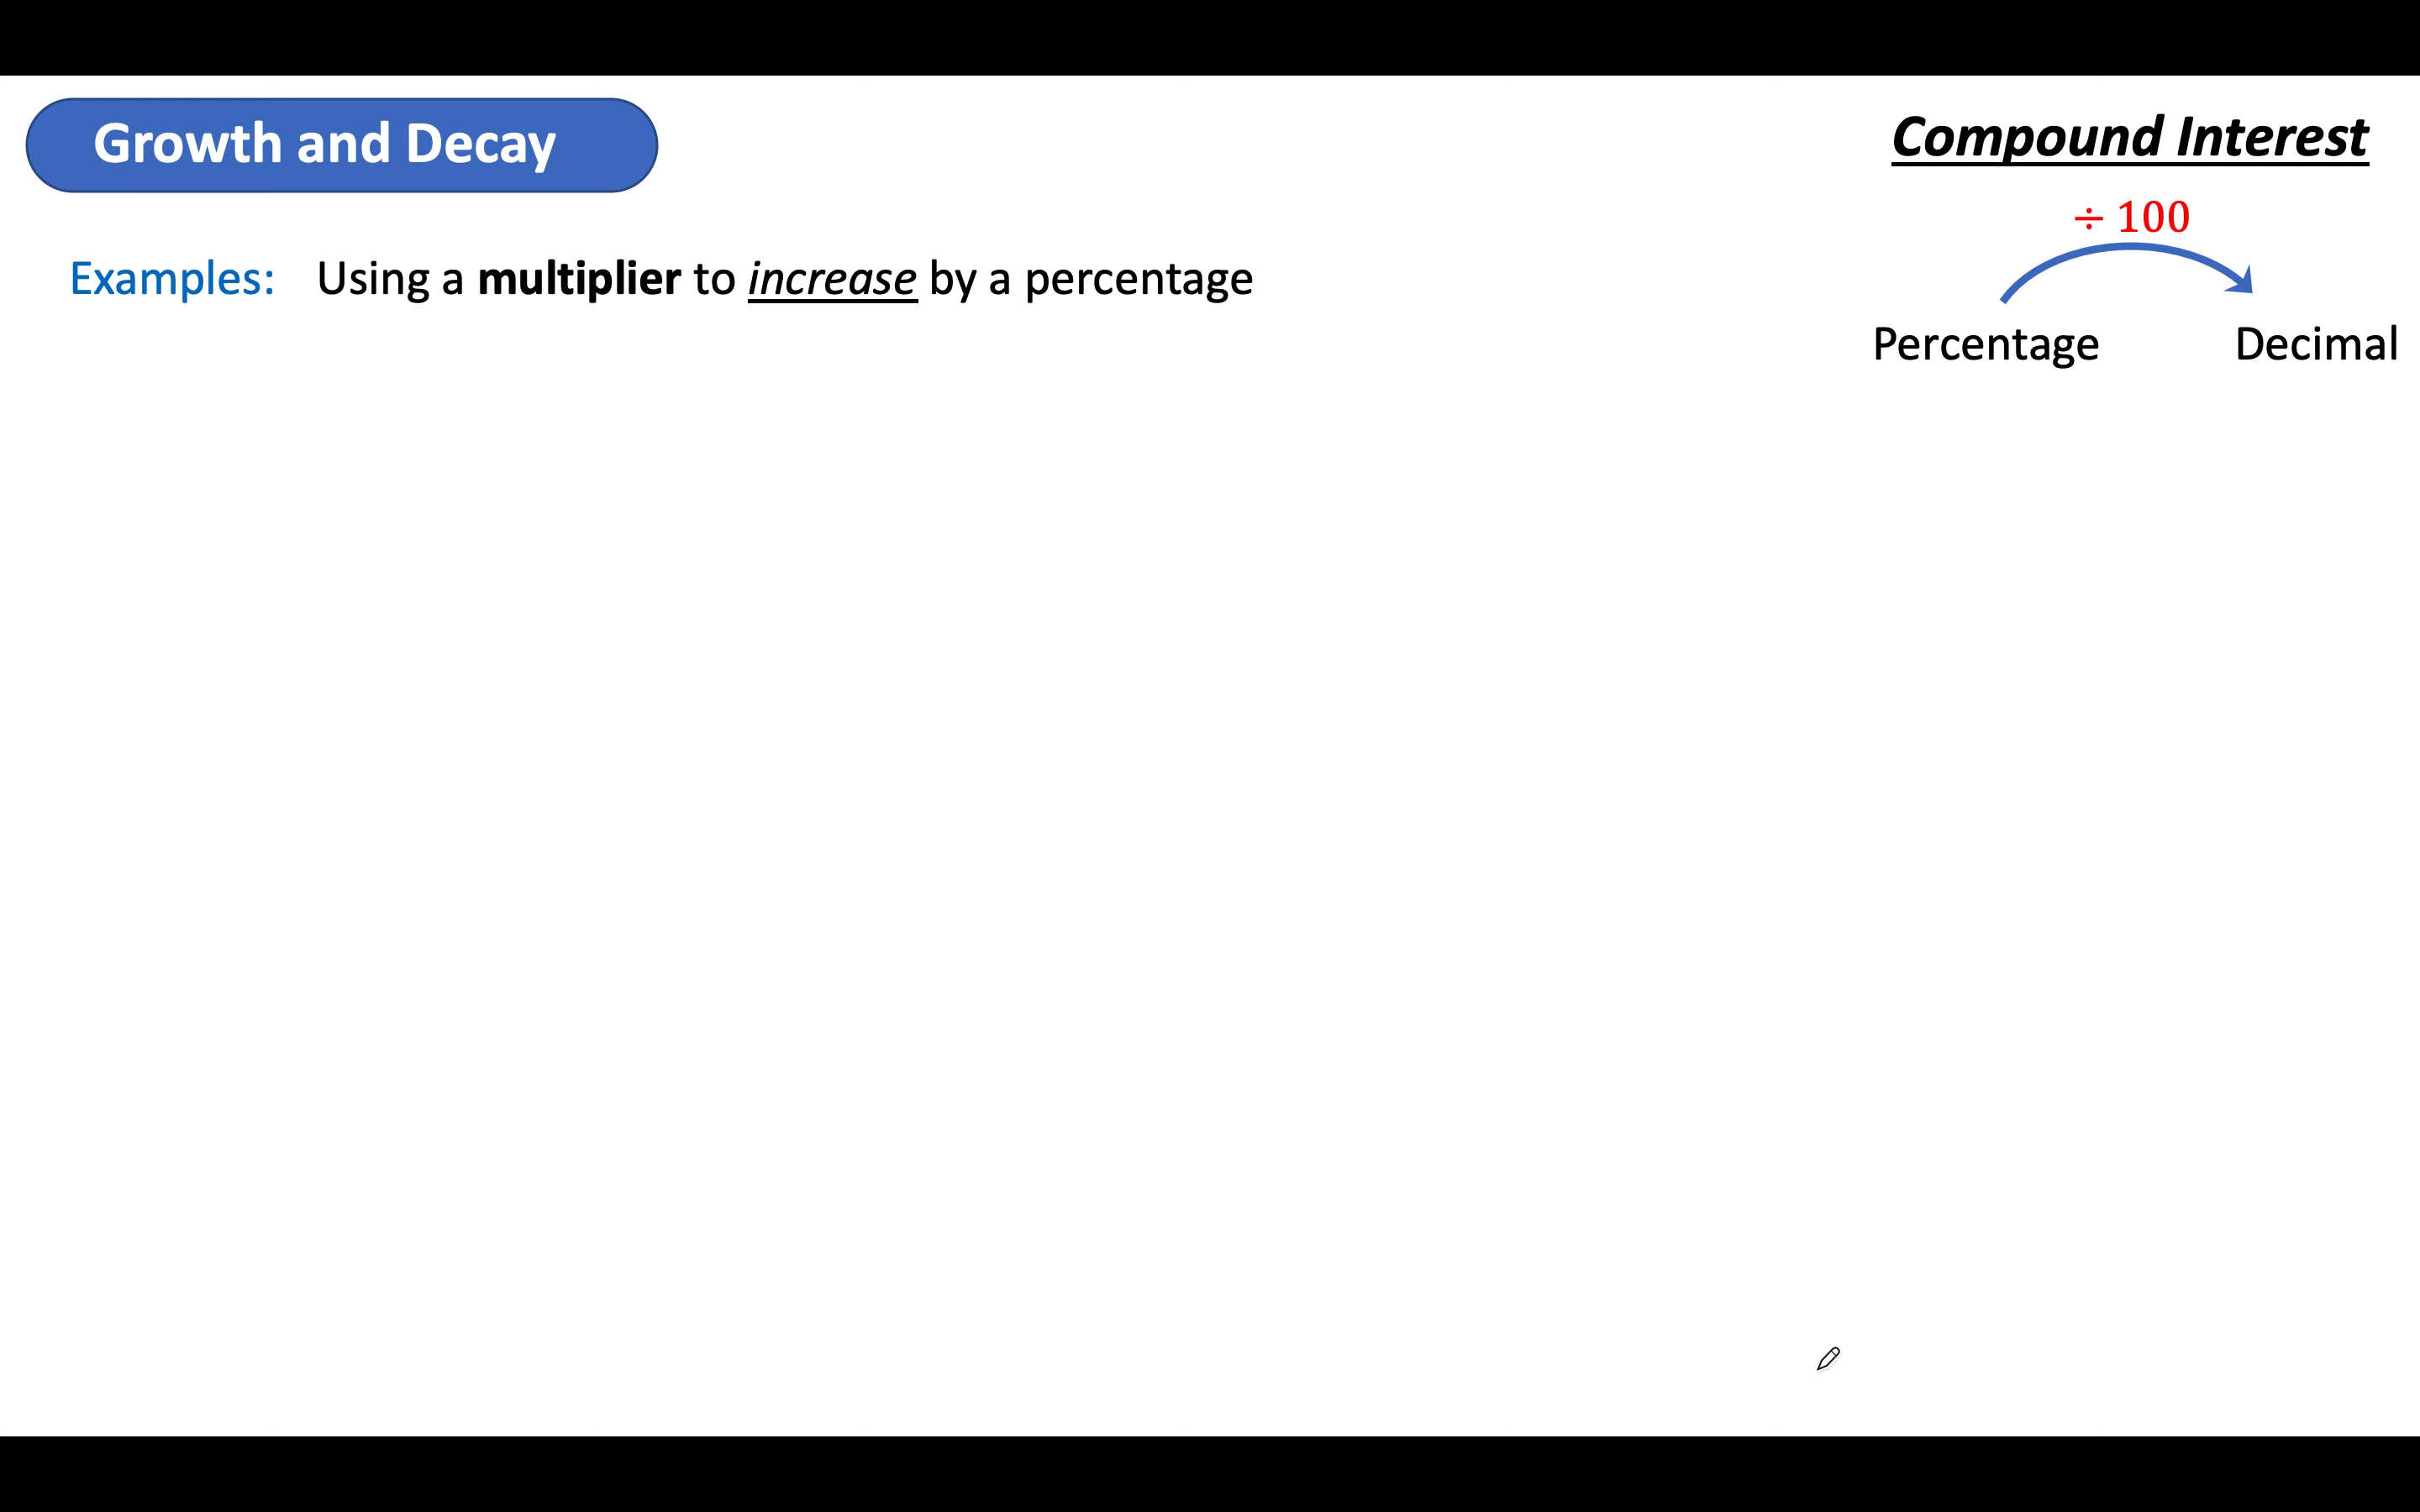 Growth and Decay
Compound Interest
÷ 100
Examples: Using a multiplier to increase by a percentage
Percentage Decimal